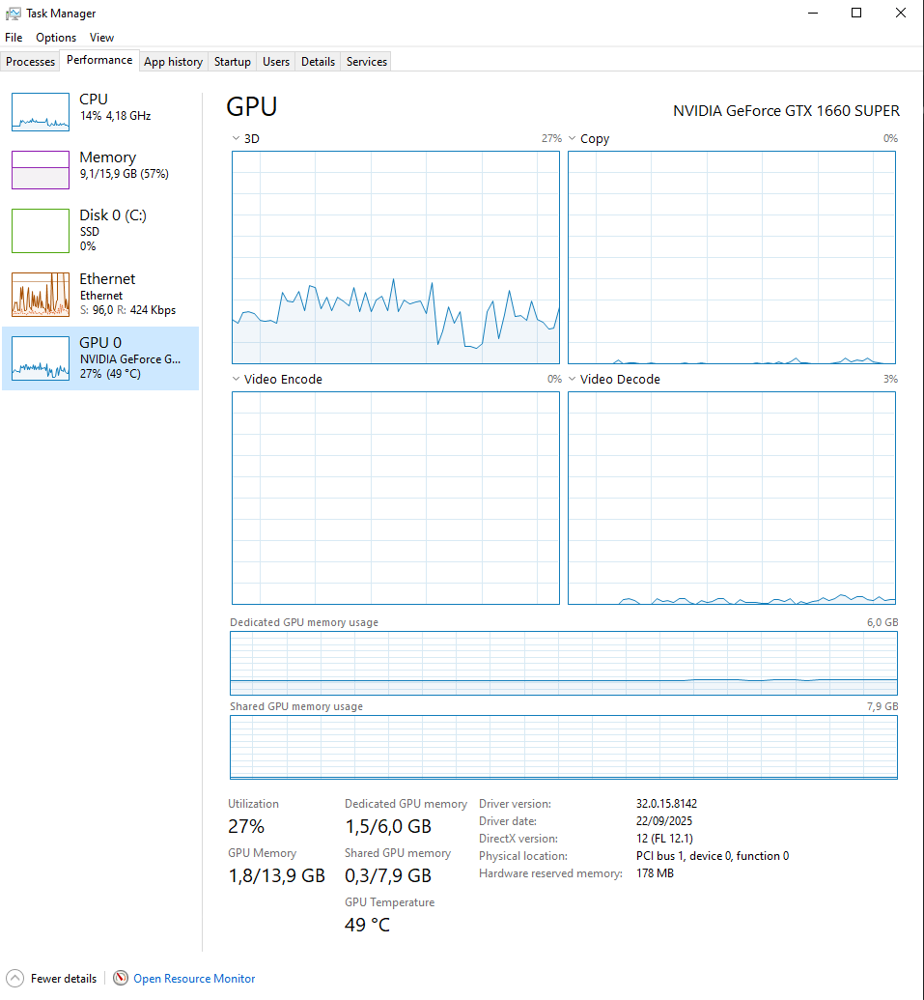 Task Manager
File Options View
Processes Performance App history Startup Users Details Services
CPU
14% 4,18 GHz
Memory
9,1/15,9 GB (57%)
Disk 0 (C:)
SSD
0%
Ethernet
Ethernet
S: 96,0 R: 424 Kbps
GPU 0
NVIDIA GeForce G...
27% (49 °C)
GPU NVIDIA GeForce GTX 1660 SUPER
3D 27% Copy 0%
Video Encode 0% Video Decode 3%
Dedicated GPU memory usage 6,0 GB
Shared GPU memory usage 7,9 GB
Utilization
27%
GPU Memory
1,8/13,9 GB
Dedicated GPU memory
1,5/6,0 GB
Shared GPU memory
0,3/7,9 GB
GPU Temperature
49 °C
Driver version: 32.0.15.8142
Driver date: 22/09/2025
DirectX version: 12 (FL 12.1)
Physical location: PCI bus 1, device 0, function 0
Hardware reserved memory: 178 MB
Fewer details Open Resource Monitor